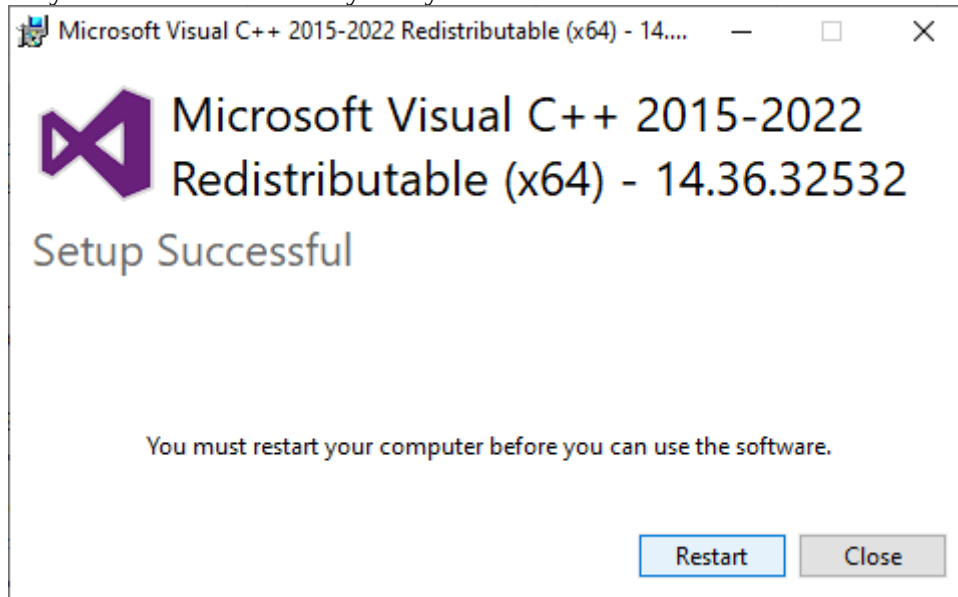 Microsoft Visual C++ 2015-2022 Redistributable (x64) - 14....
Microsoft Visual C++ 2015-2022
Redistributable (x64) - 14.36.32532
Setup Successful
You must restart your computer before you can use the software.
Restart
Close